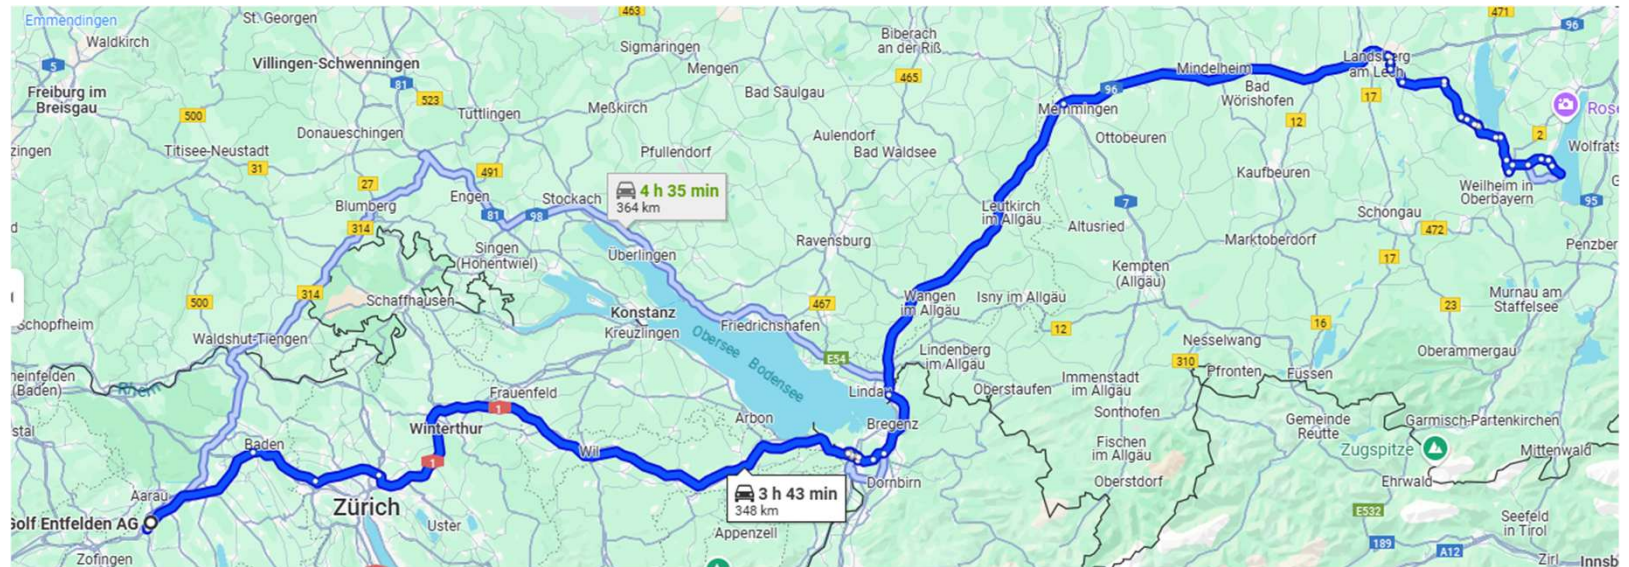 Emmendingen
St. Georgen
463
471
96
Waldkirch
Sigmaringen
Biberach
an der Riß
5
Villingen-Schwenningen
Mengen
Landsberg
am Lech
Mindelheim
465
81
523
Freiburg im
Breisgau
Bad Saulgau
96
Bad
Wörishofen
17
500
Meßkirch
Tuttlingen
Memmingen
Donaueschingen
Aulendorf
Ottobeuren
12
2
Titisee-Neustadt
Pfullendorf
Bad Waldsee
31
491
Kaufbeuren
27
Engen
Stockach
4 h 35 min
364 km
Weilheim in
Oberbayern
95
Blumberg
81
98
Leutkirch
im Allgäu
7
Altusried
Schongau
314
472
Singen
(Hohentwiel)
Überlingen
Ravensburg
Marktoberdorf
17
Kempten
(Allgäu)
500
314
Schaffhausen
467
Wangen
im Allgäu
Isny im Allgäu
23
Murnau am
Staffelsee
Konstanz
Kreuzlingen
Friedrichshafen
12
16
Waldshut-Tiengen
Obersee
Bodensee
E54
Lindenberg
im Allgäu
Nesselwang
310
Oberammergau
Pfronten
Füssen
Rhein
Immenstadt
im Allgäu
Oberstaufen
Frauenfeld
Lindau
1
Arbon
Sonthofen
Winterthur
Bregenz
Gemeinde
Reutte
Garmisch-Partenkirchen
Baden
Wil
Fischen
im Allgäu
Zugspitze
Mittenwald
1
Dornbirn
Oberstdorf
Ehrwald
Aarau
3 h 43 min
348 km
Zürich
Golf Entfelden AG
Uster
Appenzell
E532
Seefeld
in Tirol
189
A12
Zofingen
Zirl